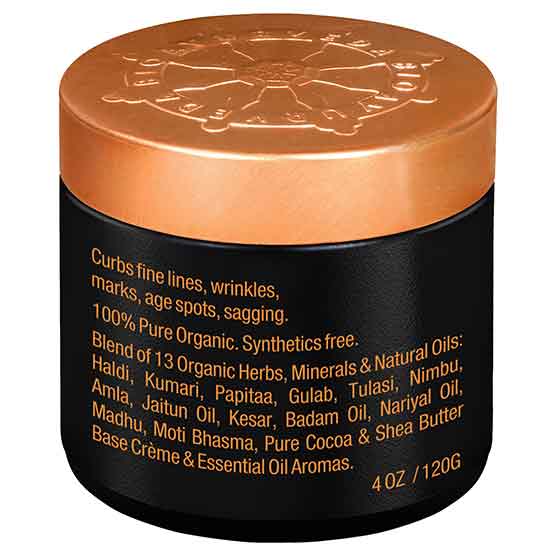 BIO AYURVEDA
Curbs fine lines, wrinkles,
marks, age spots, sagging.
100% Pure Organic. Synthetics free.
Blend of 13 Organic Herbs, Minerals & Natural Oils:
Haldi, Kumari, Papitaa, Gulab, Tulasi, Nimbu,
Amla, Jaitun Oil, Kesar, Badam Oil, Nariyal Oil,
Madhu, Moti Bhasma, Pure Cocoa & Shea Butter
Base Crème & Essential Oil Aromas.
4 OZ / 120G